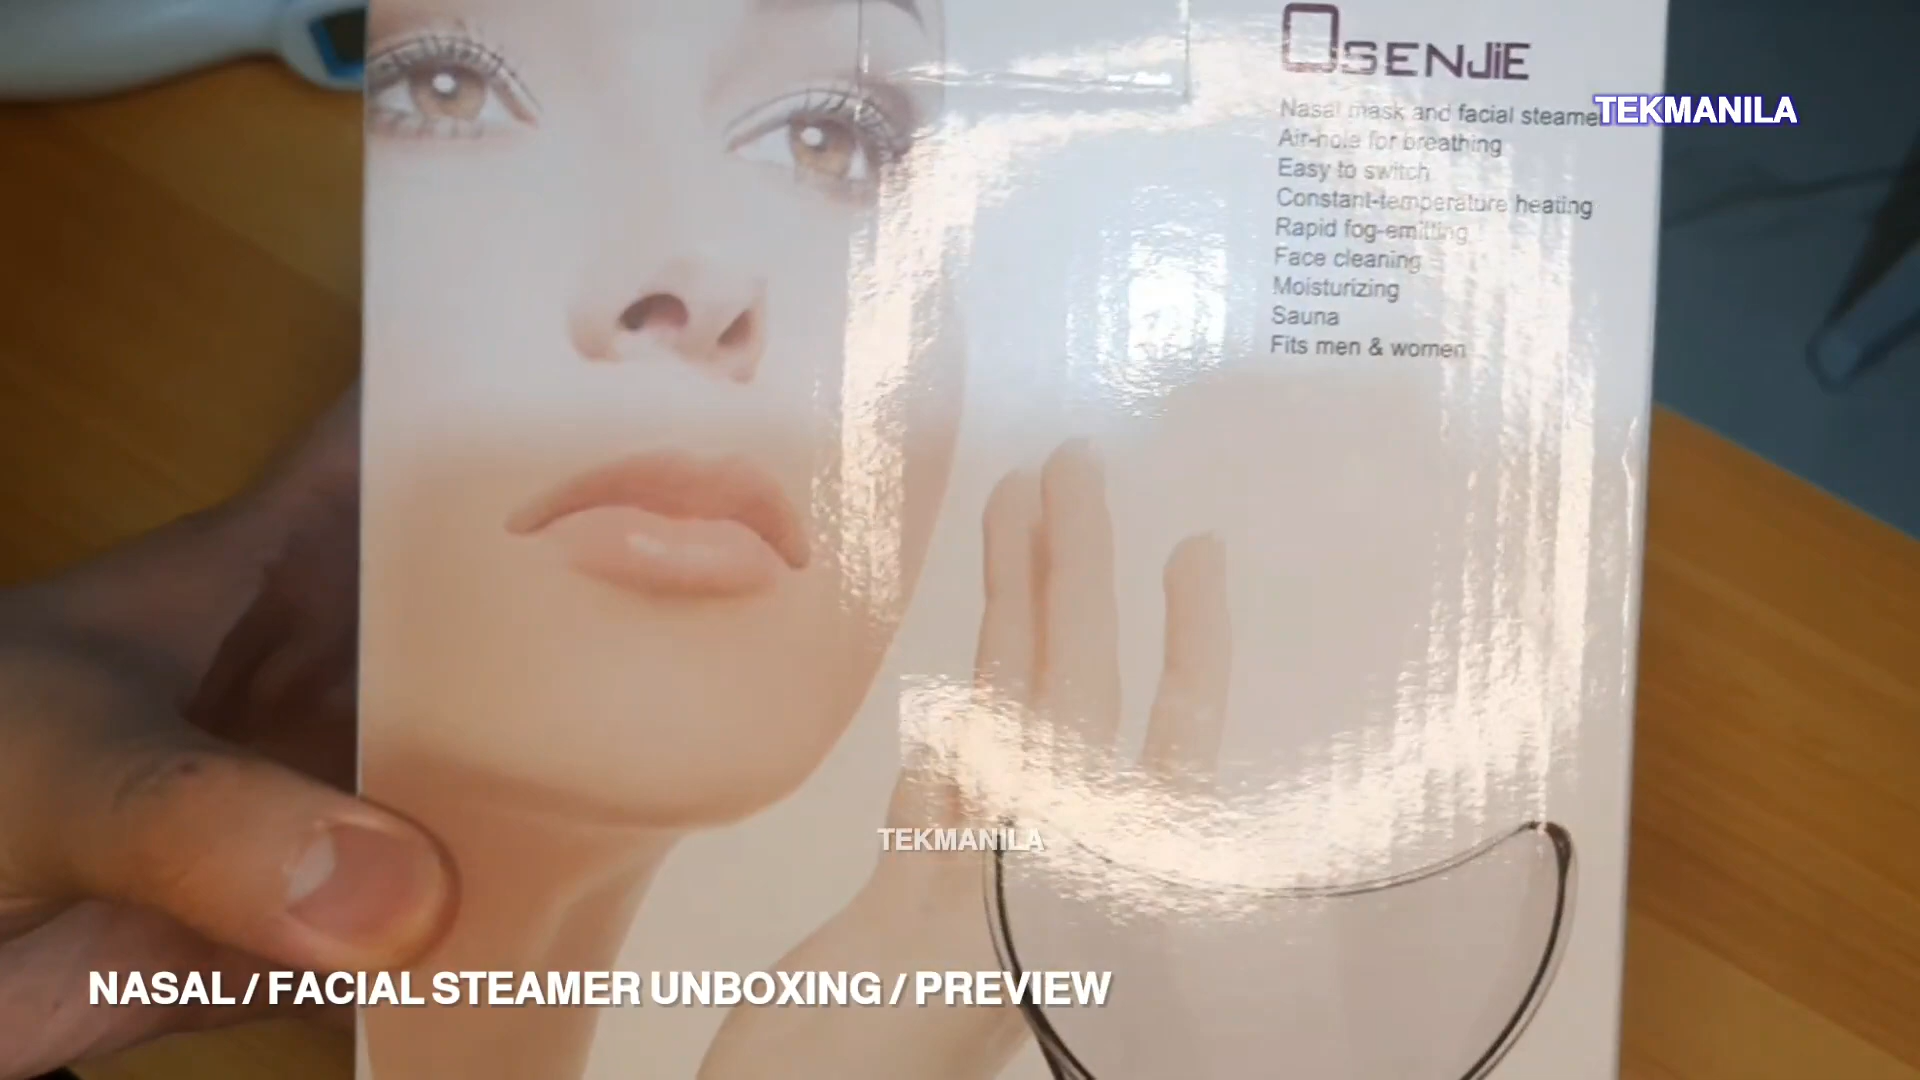 OSENJIE
Nasal mask and facial steamer
TEKMANILA
Air-hole for breathing
Easy to switch
Constant-temperature heating
Rapid fog-emitting
Face cleaning
Moisturizing
Sauna
Fits men & women
TEKMANILA
NASAL / FACIAL STEAMER UNBOXING / PREVIEW